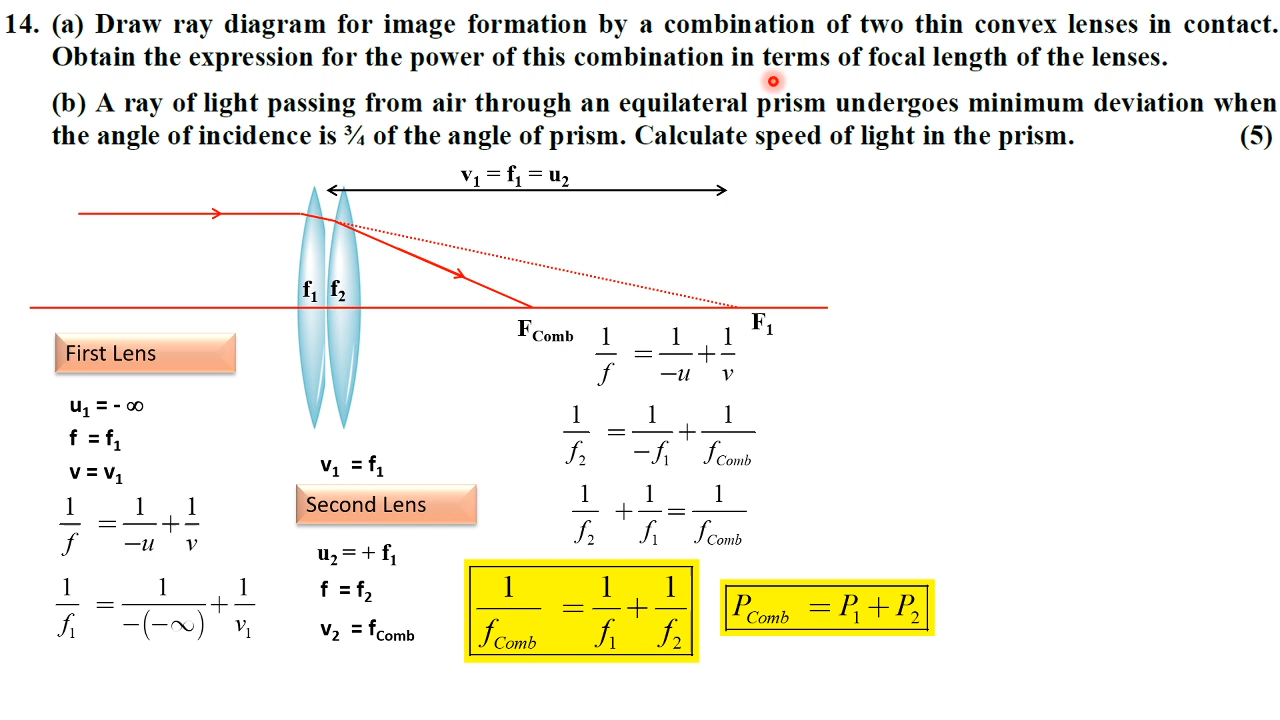 14. (a) Draw ray diagram for image formation by a combination of two thin convex lenses in contact.
Obtain the expression for the power of this combination in terms of focal length of the lenses.
(b) A ray of light passing from air through an equilateral prism undergoes minimum deviation when
the angle of incidence is ¾ of the angle of prism. Calculate speed of light in the prism. (5)
v₁ = f₁ = u₂
f₁ f₂
F_Comb
F₁
First Lens
u₁ = - ∞
f = f₁
v = v₁
1/f = 1/-u + 1/v
1/f₁ = 1/-(-∞) + 1/v₁
v₁ = f₁
Second Lens
u₂ = + f₁
f = f₂
v₂ = f_Comb
1/f = 1/-u + 1/v
1/f₂ = 1/-f₁ + 1/f_Comb
1/f₂ + 1/f₁ = 1/f_Comb
1/f_Comb = 1/f₁ + 1/f₂
P_Comb = P₁ + P₂